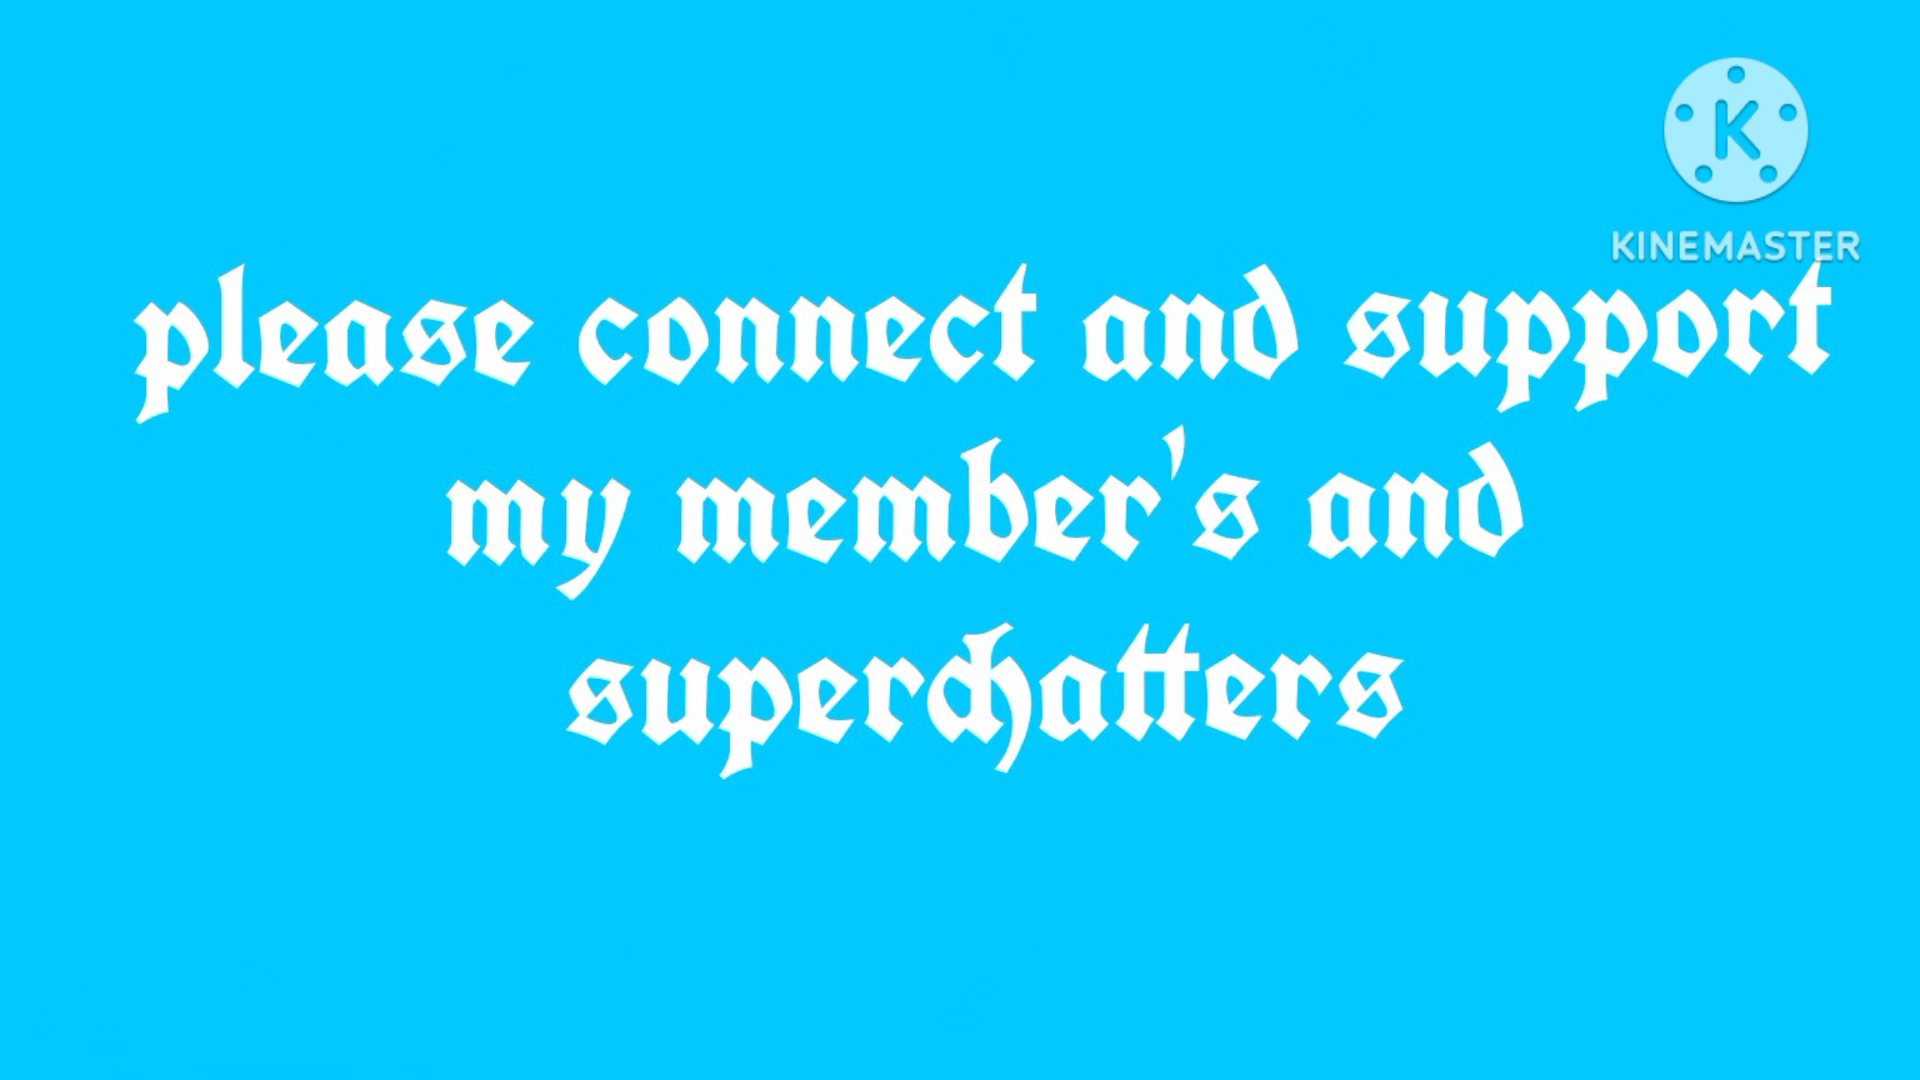 K
KINEMASTER
please connect and support
my member's and
superchatters